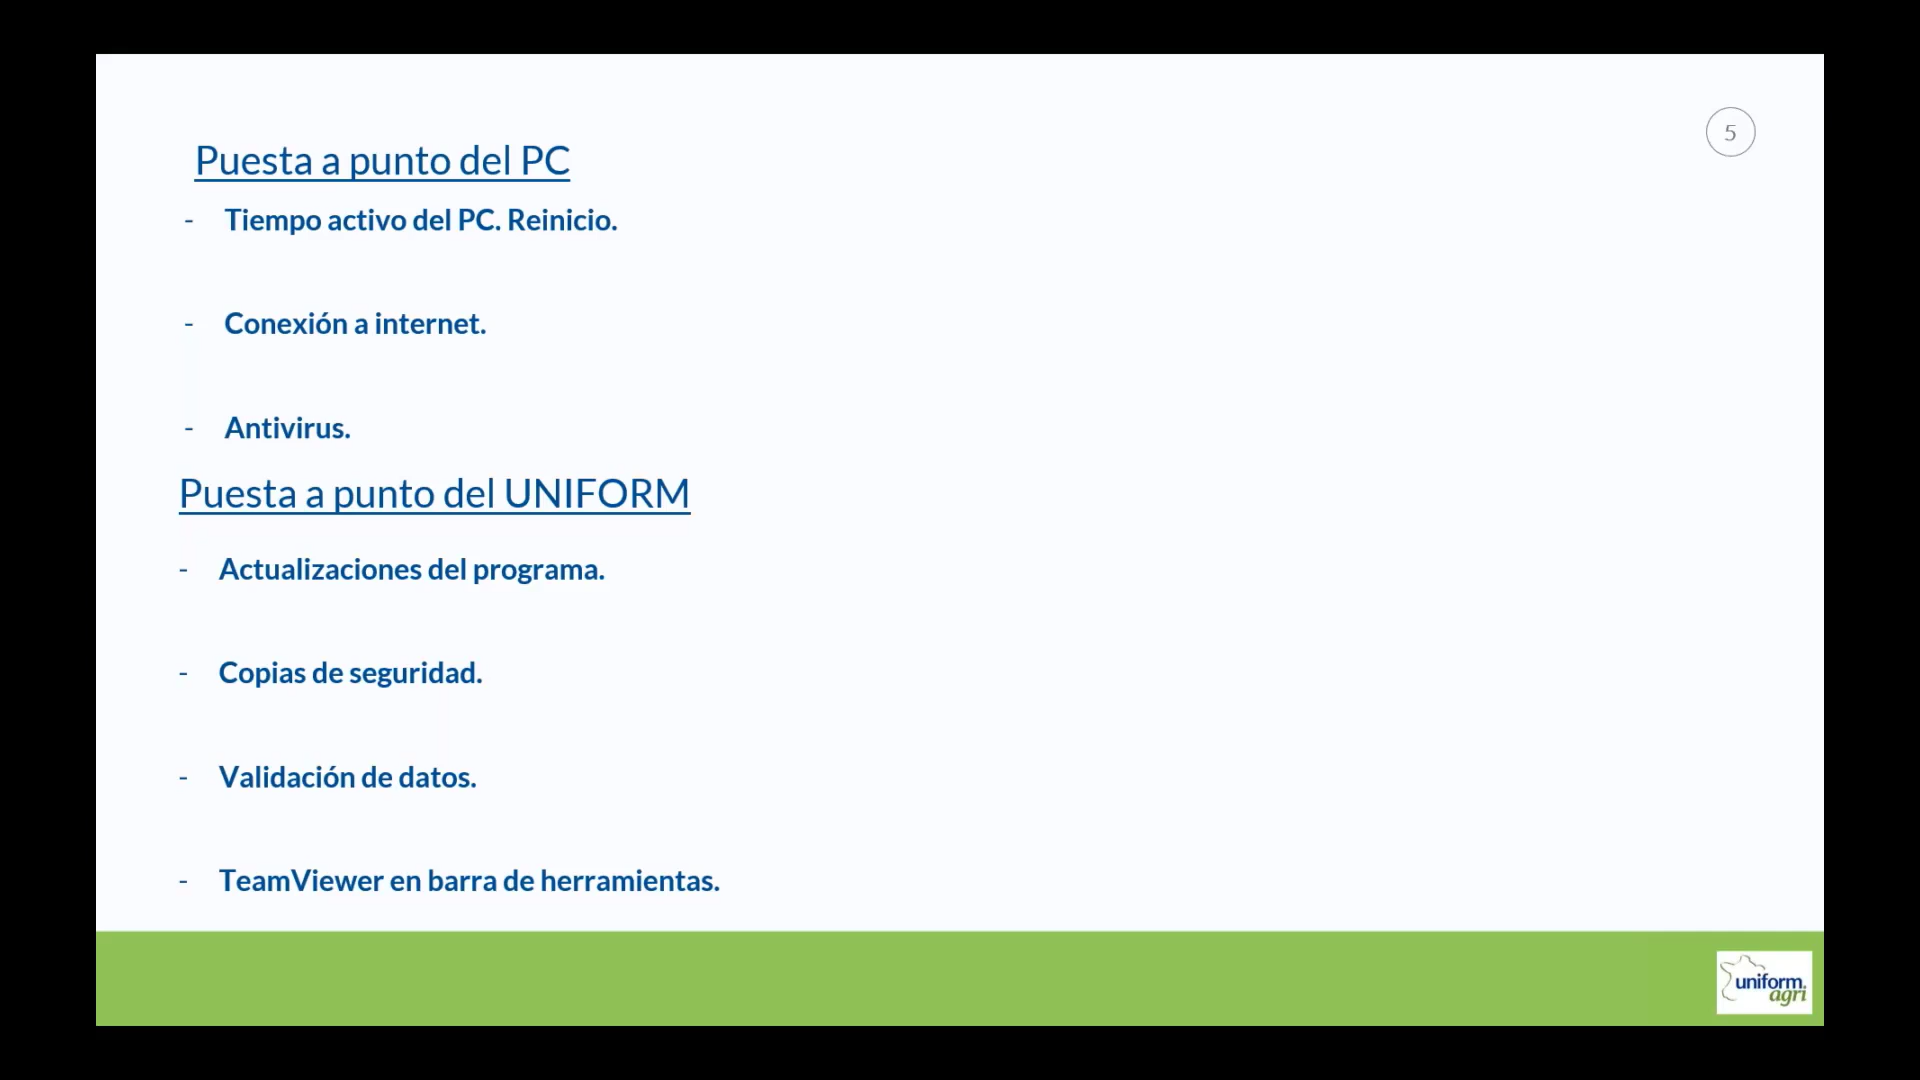 5
Puesta a punto del PC
- Tiempo activo del PC. Reinicio.
- Conexión a internet.
- Antivirus.
Puesta a punto del UNIFORM
- Actualizaciones del programa.
- Copias de seguridad.
- Validación de datos.
- TeamViewer en barra de herramientas.
uniform.
agri